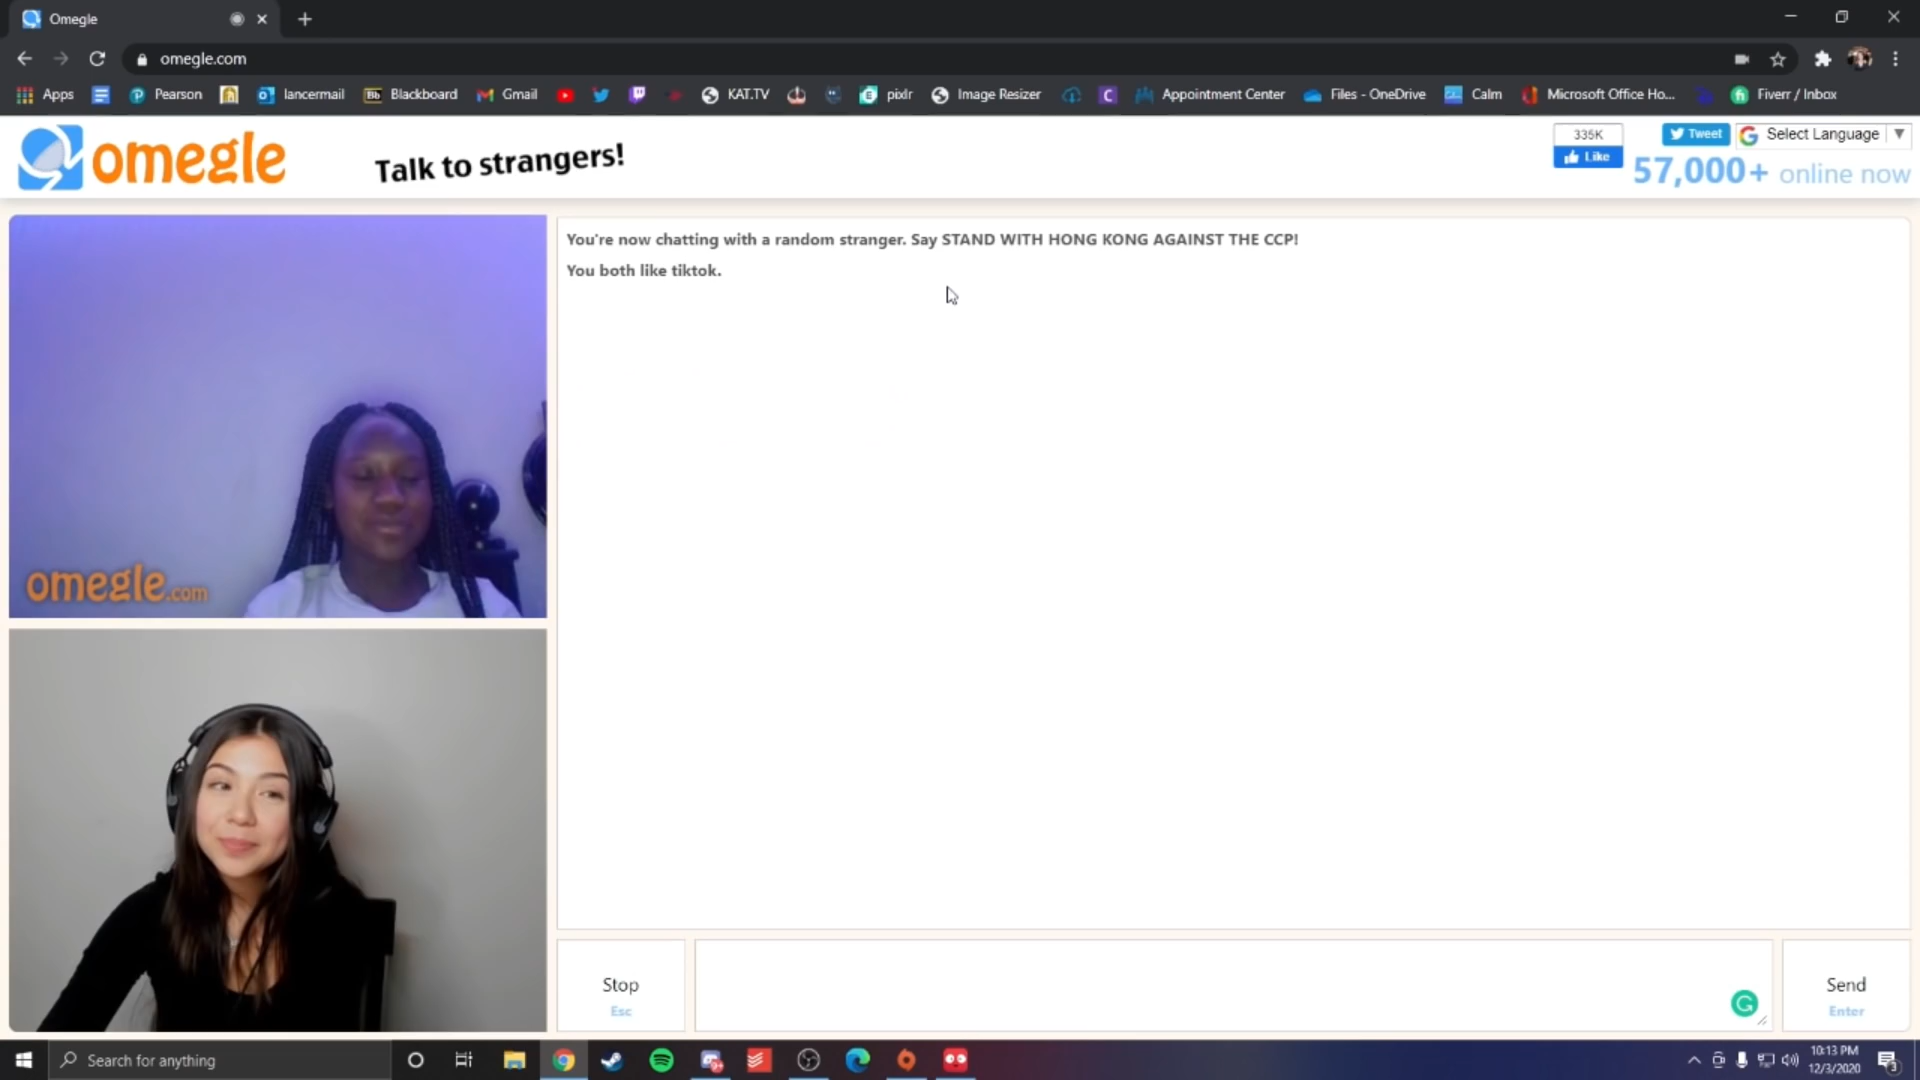 Omegle
omegle.com
Apps
Pearson
lancermail
Bb Blackboard
Gmail
KAT.TV
pixlr
Image Resizer
C
Appointment Center
Files - OneDrive
Calm
Microsoft Office Ho...
Fiverr / Inbox
omegle
Talk to strangers!
335K
Like
Tweet
G Select Language ▼
57,000+ online now
You're now chatting with a random stranger. Say STAND WITH HONG KONG AGAINST THE CCP!
You both like tiktok.
omegle.com
Stop
Esc
Send
Enter
Search for anything
10:13 PM
12/3/2020
3